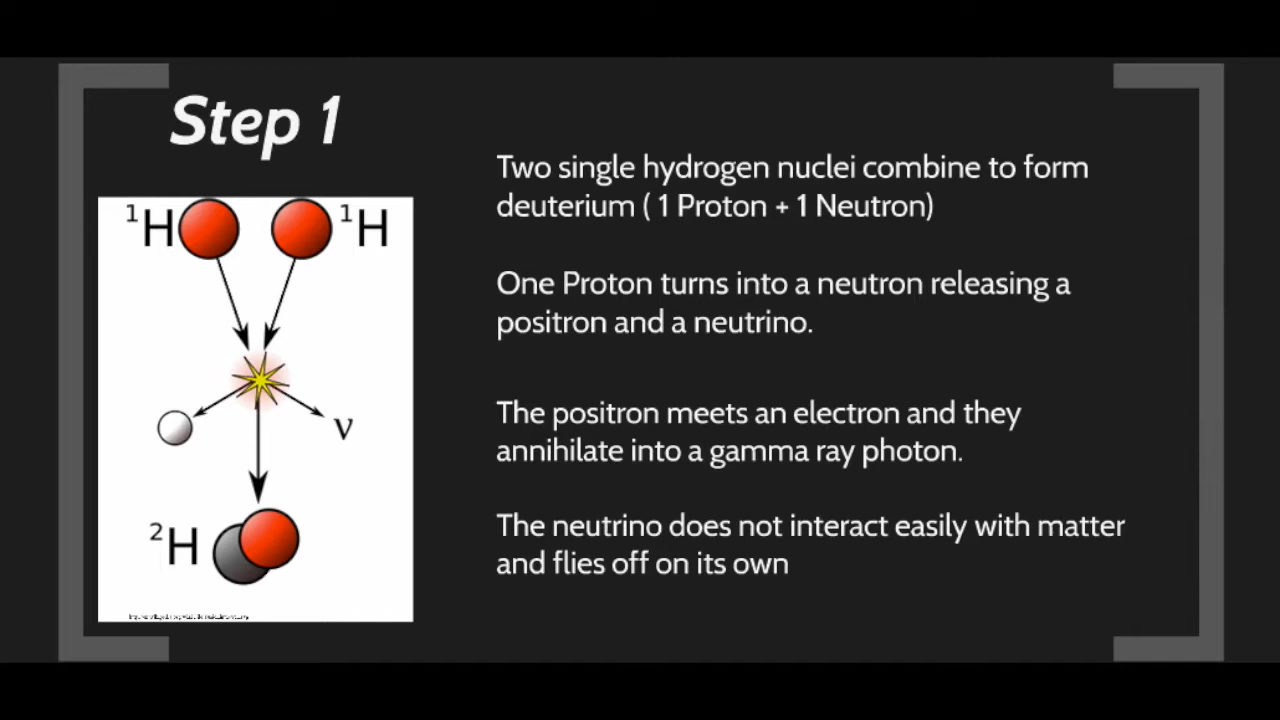 Step 1
¹H
¹H
ν
²H
Two single hydrogen nuclei combine to form
deuterium ( 1 Proton + 1 Neutron)
One Proton turns into a neutron releasing a
positron and a neutrino.
The positron meets an electron and they
annihilate into a gamma ray photon.
The neutrino does not interact easily with matter
and flies off on its own